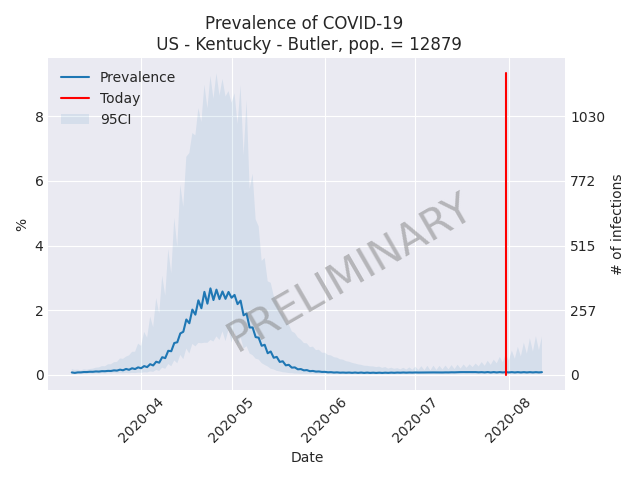 Prevalence of COVID-19
US - Kentucky - Butler, pop. = 12879
Prevalence
Today
95CI
8
6
4
2
0
%
1030
772
515
257
0
# of infections
PRELIMINARY
2020-04
2020-05
2020-06
2020-07
2020-08
Date